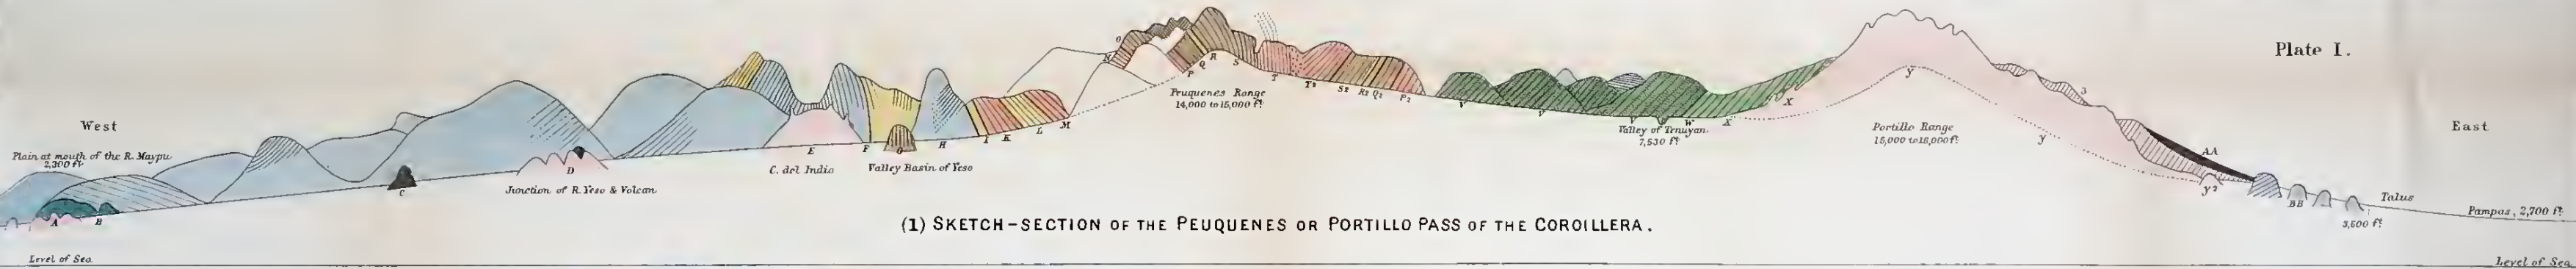 Plate I.
West
East
Plain at mouth of the R. Maypu
2,300 ft.
Peuquenes Range
14,000 to 15,000 ft.
Valley of Tenuyan
7,530 ft.
Portillo Range
15,000 to 16,000 ft.
A
B
C
D
Junction of R. Yeso & Volcan
E
C. del Indio
F
G
Valley Basin of Yeso
H
I
K
L
M
N
O
P
Q
R
S
T
T2
S2
R2
Q2
P2
V
V
V
W
X
X
y
y
3
AA
y2
BB
3,500 ft.
Talus
Pampas, 2,700 ft.
(1) SKETCH-SECTION OF THE PEUQUENES OR PORTILLO PASS OF THE COROILLERA.
Level of Sea
Level of Sea